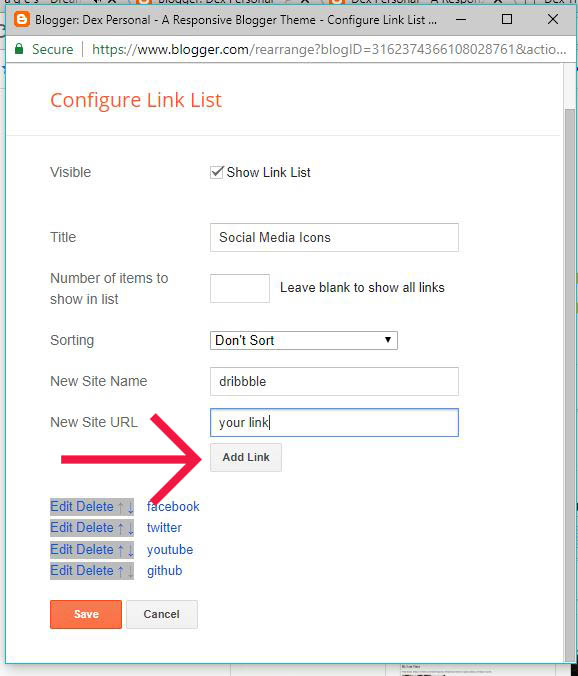 Blogger: Dex Personal - A Responsive Blogger Theme - Configure Link List ...
Secure | https://www.blogger.com/rearrange?blogID=3162374366108028761&actio...
Configure Link List
Visible Show Link List
Title Social Media Icons
Number of items to
show in list Leave blank to show all links
Sorting Don't Sort
New Site Name dribbble
New Site URL your link
Add Link
Edit Delete ↑ ↓ facebook
Edit Delete ↑ ↓ twitter
Edit Delete ↑ ↓ youtube
Edit Delete ↑ ↓ github
Save Cancel